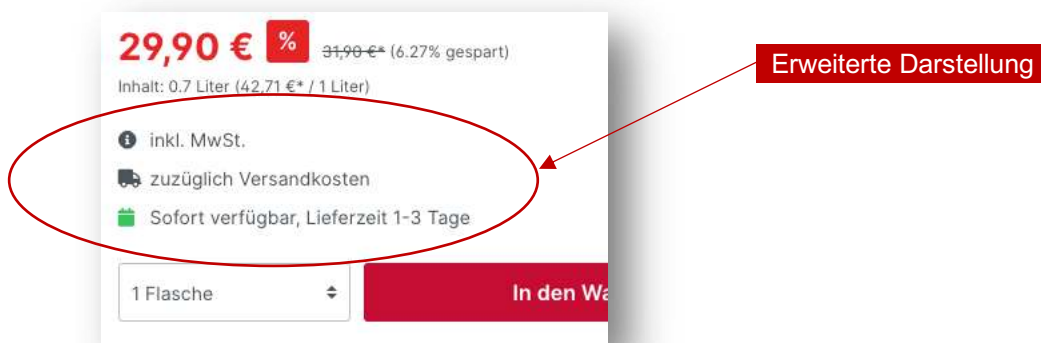 29,90 € % 31,90 €* (6.27% gespart)
Erweiterte Darstellung
Inhalt: 0.7 Liter (42,71 €* / 1 Liter)
inkl. MwSt.
zuzüglich Versandkosten
Sofort verfügbar, Lieferzeit 1-3 Tage
1 Flasche
In den Wa